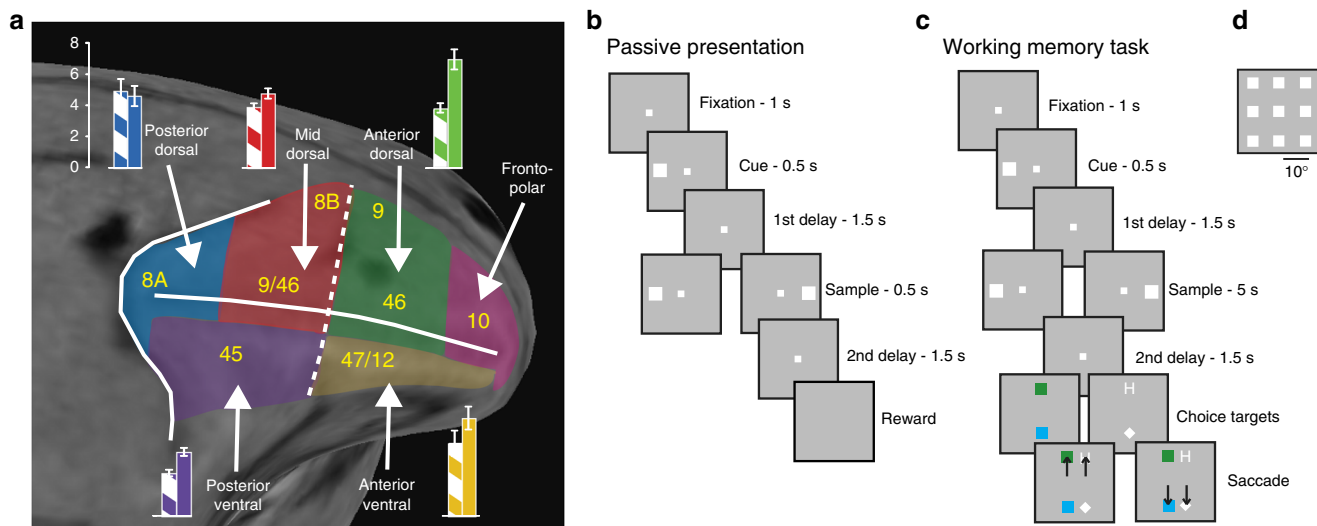 a
8
6
4
2
0
Posterior
dorsal
Mid
dorsal
Anterior
dorsal
Fronto-
polar
8B
9
8A
9/46
46
10
45
47/12
Posterior
ventral
Anterior
ventral
b
Passive presentation
Fixation - 1 s
Cue - 0.5 s
1st delay - 1.5 s
Sample - 0.5 s
2nd delay - 1.5 s
Reward
c
Working memory task
Fixation - 1 s
Cue - 0.5 s
1st delay - 1.5 s
Sample - 5 s
2nd delay - 1.5 s
H
Choice targets
H
H
Saccade
d
10°